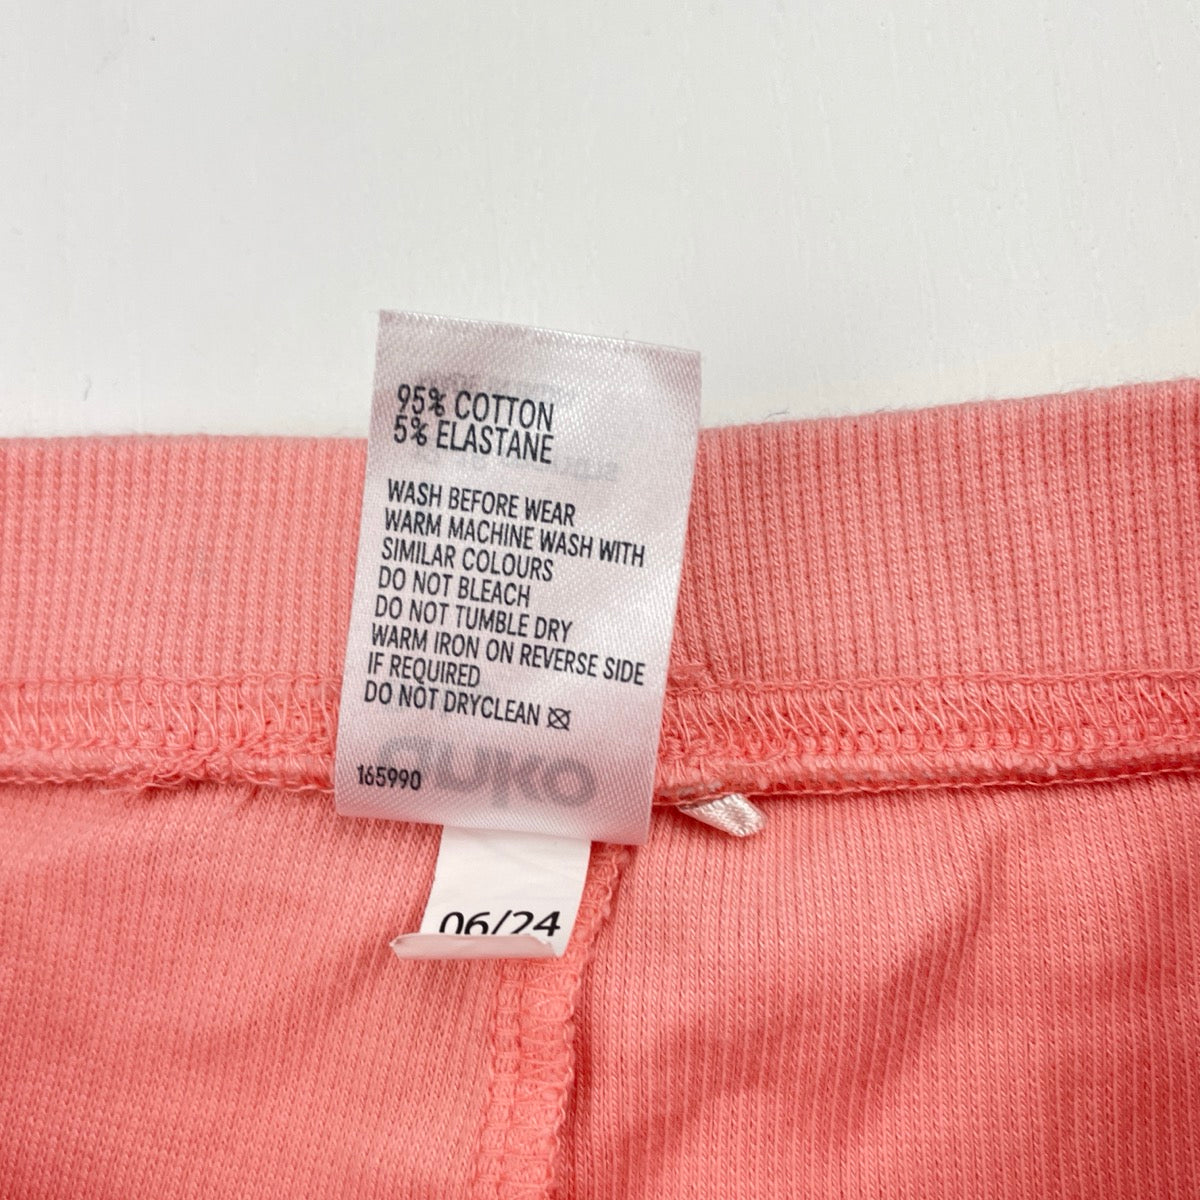 95% COTTON
5% ELASTANE
WASH BEFORE WEAR
WARM MACHINE WASH WITH
SIMILAR COLOURS
DO NOT BLEACH
DO NOT TUMBLE DRY
WARM IRON ON REVERSE SIDE
IF REQUIRED
DO NOT DRYCLEAN
165990
06/24